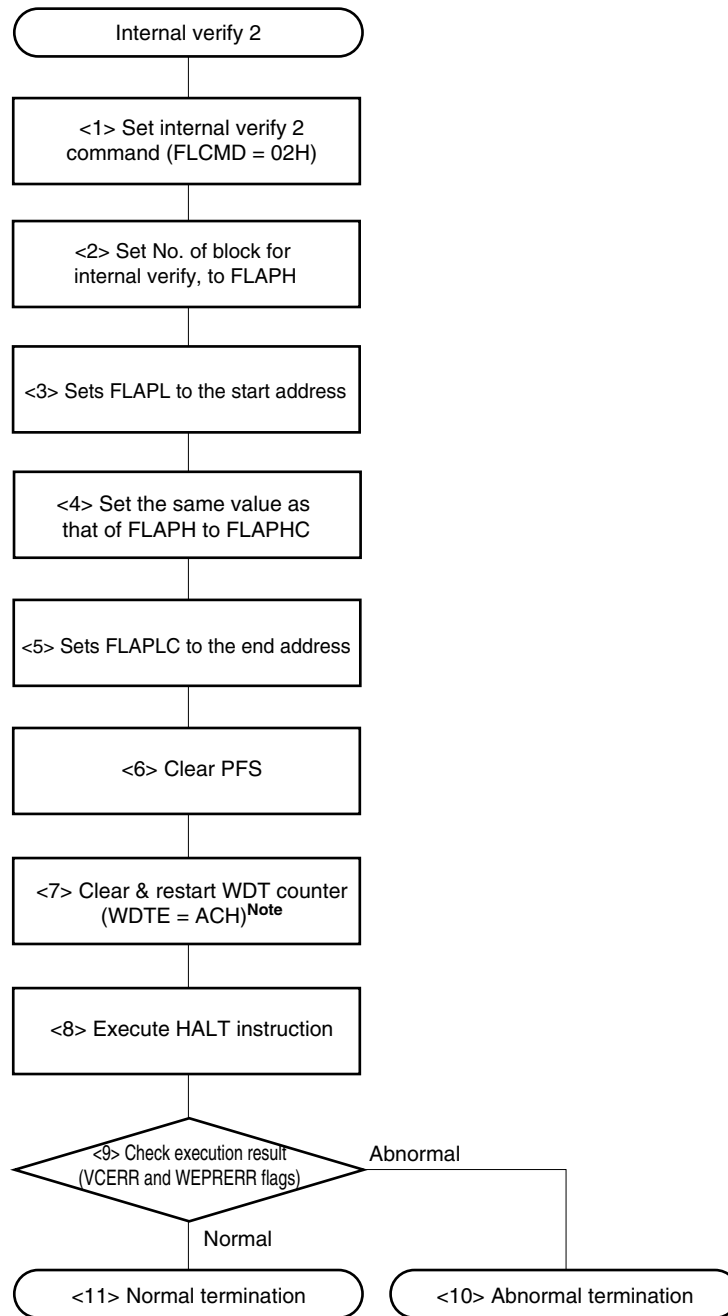 Internal verify 2
<1> Set internal verify 2
command (FLCMD = 02H)
<2> Set No. of block for
internal verify, to FLAPH
<3> Sets FLAPL to the start address
<4> Set the same value as
that of FLAPH to FLAPHC
<5> Sets FLAPLC to the end address
<6> Clear PFS
<7> Clear & restart WDT counter
(WDTE = ACH)Note
<8> Execute HALT instruction
<9> Check execution result
(VCERR and WEPRERR flags)
Abnormal
Normal
<11> Normal termination
<10> Abnormal termination